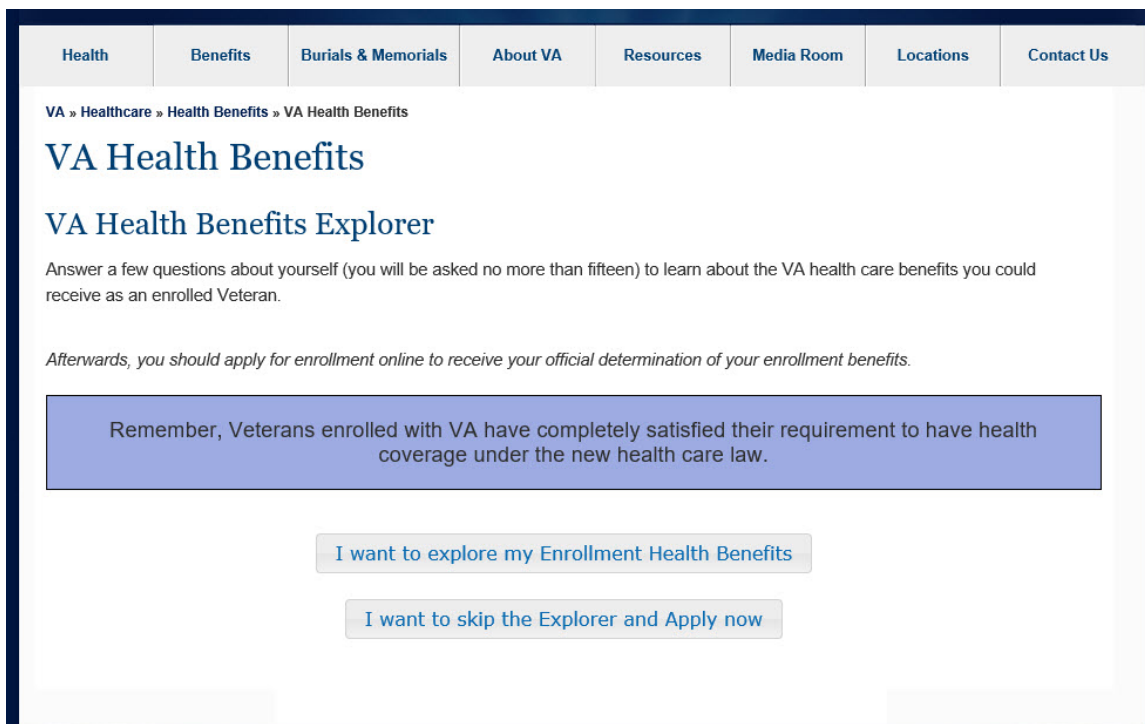 Health Benefits Burials & Memorials About VA Resources Media Room Locations Contact Us
VA » Healthcare » Health Benefits » VA Health Benefits
VA Health Benefits
VA Health Benefits Explorer
Answer a few questions about yourself (you will be asked no more than fifteen) to learn about the VA health care benefits you could
receive as an enrolled Veteran.
Afterwards, you should apply for enrollment online to receive your official determination of your enrollment benefits.
Remember, Veterans enrolled with VA have completely satisfied their requirement to have health
coverage under the new health care law.
I want to explore my Enrollment Health Benefits
I want to skip the Explorer and Apply now